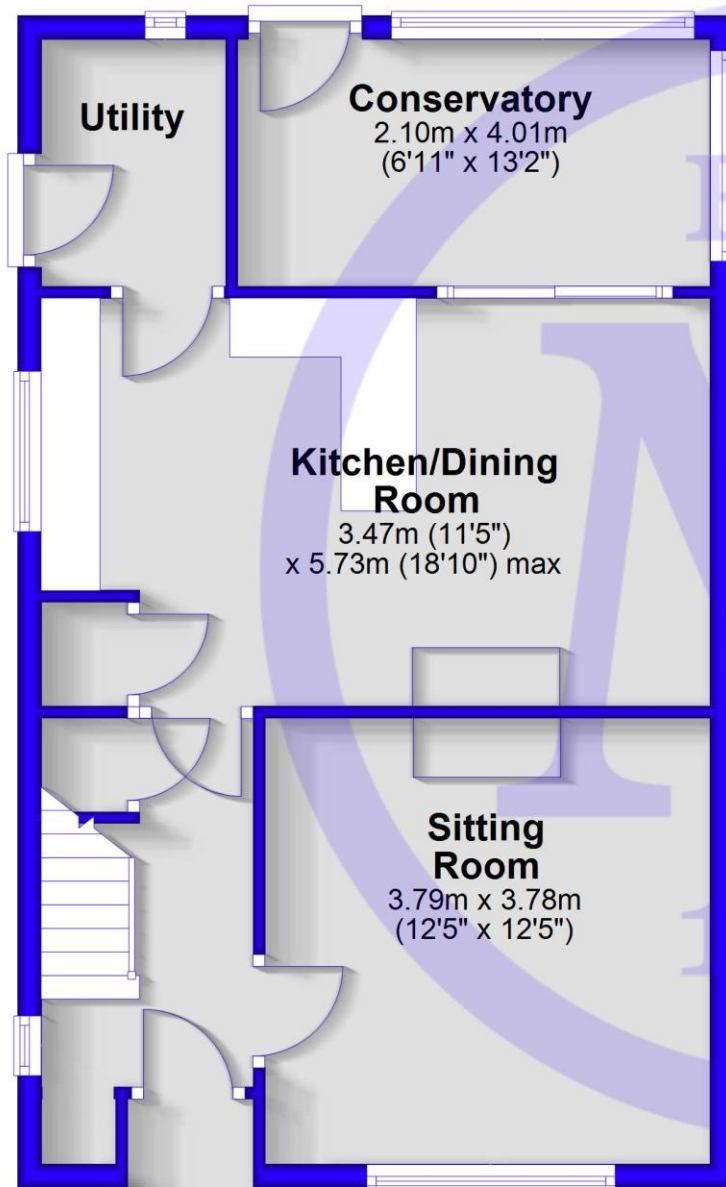 Utility
Conservatory
2.10m x 4.01m
(6'11" x 13'2")
Kitchen/Dining
Room
3.47m (11'5")
x 5.73m (18'10") max
Sitting
Room
3.79m x 3.78m
(12'5" x 12'5")